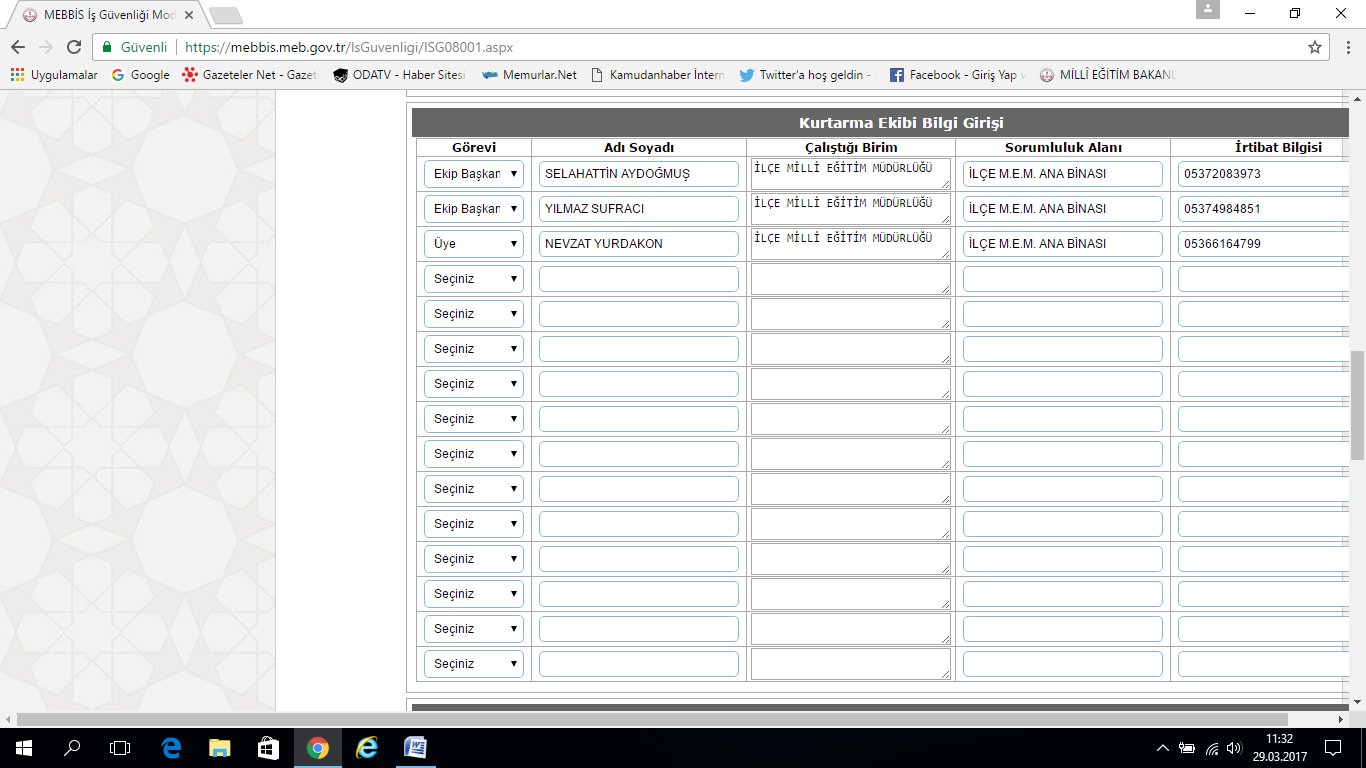 MEBBİS İş Güvenliği Mod
Güvenli
https://mebbis.meb.gov.tr/IsGuvenligi/ISG08001.aspx
Uygulamalar Google Gazeteler Net - Gazet ODATV - Haber Sitesi Memurlar.Net Kamudanhaber İntern Twitter'a hoş geldin - Facebook - Giriş Yap MİLLÎ EĞİTİM BAKANL
Kurtarma Ekibi Bilgi Girişi
Görevi Adı Soyadı Çalıştığı Birim Sorumluluk Alanı İrtibat Bilgisi
Ekip Başkan SELAHATTİN AYDOĞMUŞ İLÇE MİLLİ EĞİTİM MÜDÜRLÜĞÜ İLÇE M.E.M. ANA BİNASI 05372083973
Ekip Başkan YILMAZ SUFRACI İLÇE MİLLİ EĞİTİM MÜDÜRLÜĞÜ İLÇE M.E.M. ANA BİNASI 05374984851
Üye NEVZAT YURDAKON İLÇE MİLLİ EĞİTİM MÜDÜRLÜĞÜ İLÇE M.E.M. ANA BİNASI 05366164799
Seçiniz
Seçiniz
Seçiniz
Seçiniz
Seçiniz
Seçiniz
Seçiniz
Seçiniz
Seçiniz
Seçiniz
Seçiniz
Seçiniz
11:32
29.03.2017